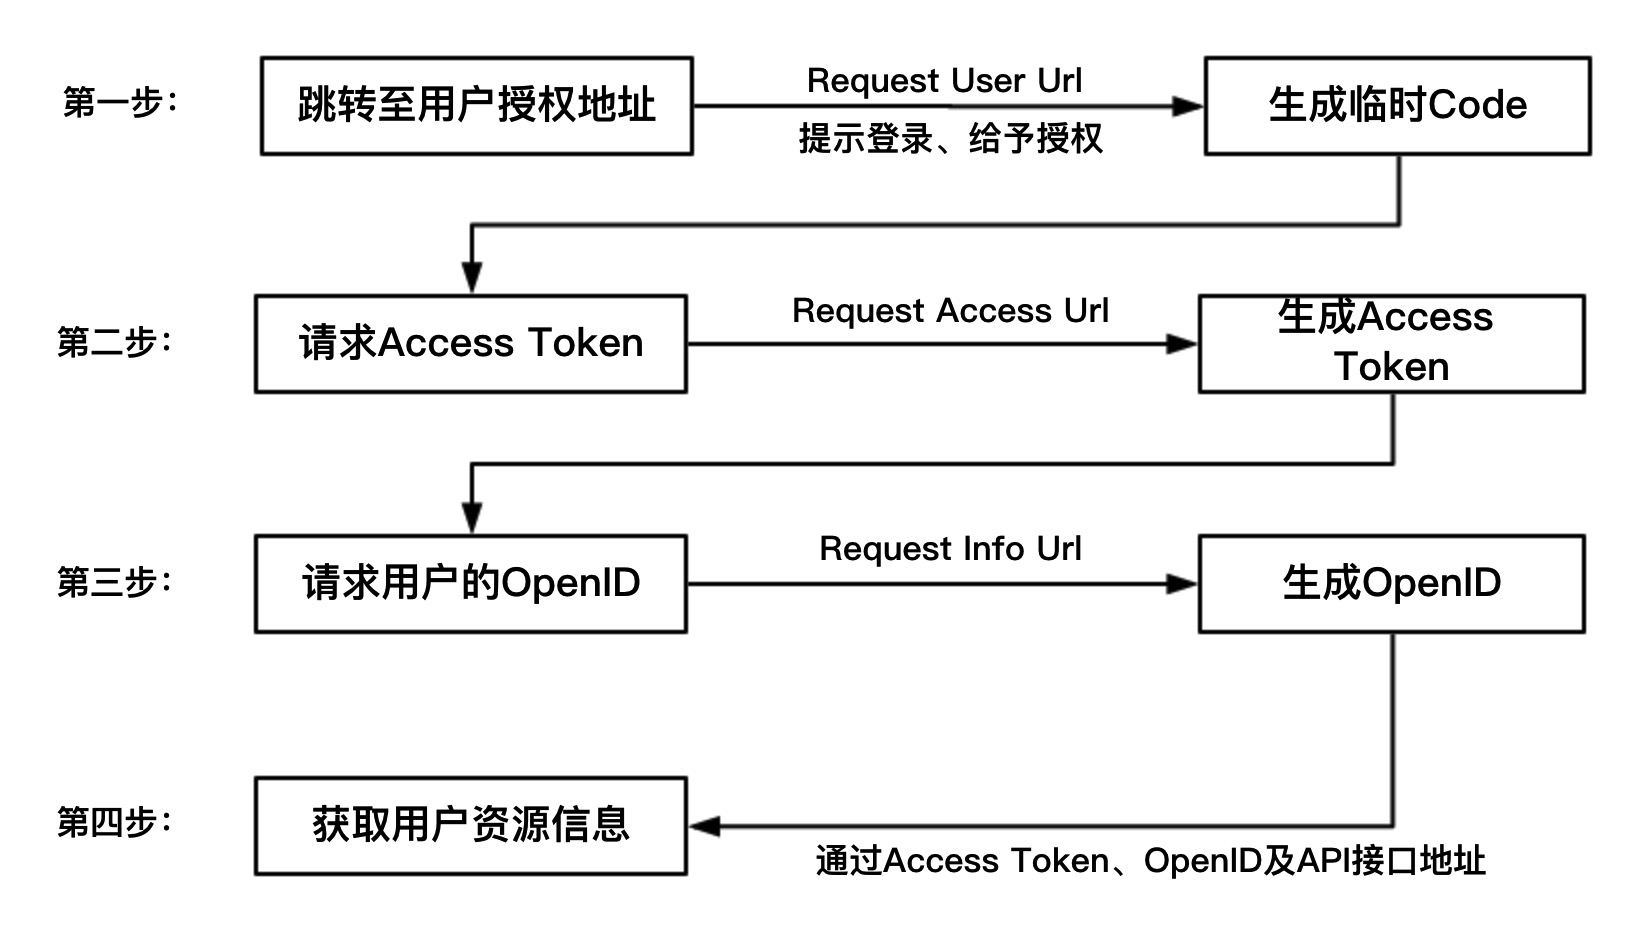 第一步：
跳转至用户授权地址
Request User Url
提示登录、给予授权
生成临时Code
第二步：
请求Access Token
Request Access Url
生成Access
Token
第三步：
请求用户的OpenID
Request Info Url
生成OpenID
第四步：
获取用户资源信息
通过Access Token、OpenID及API接口地址